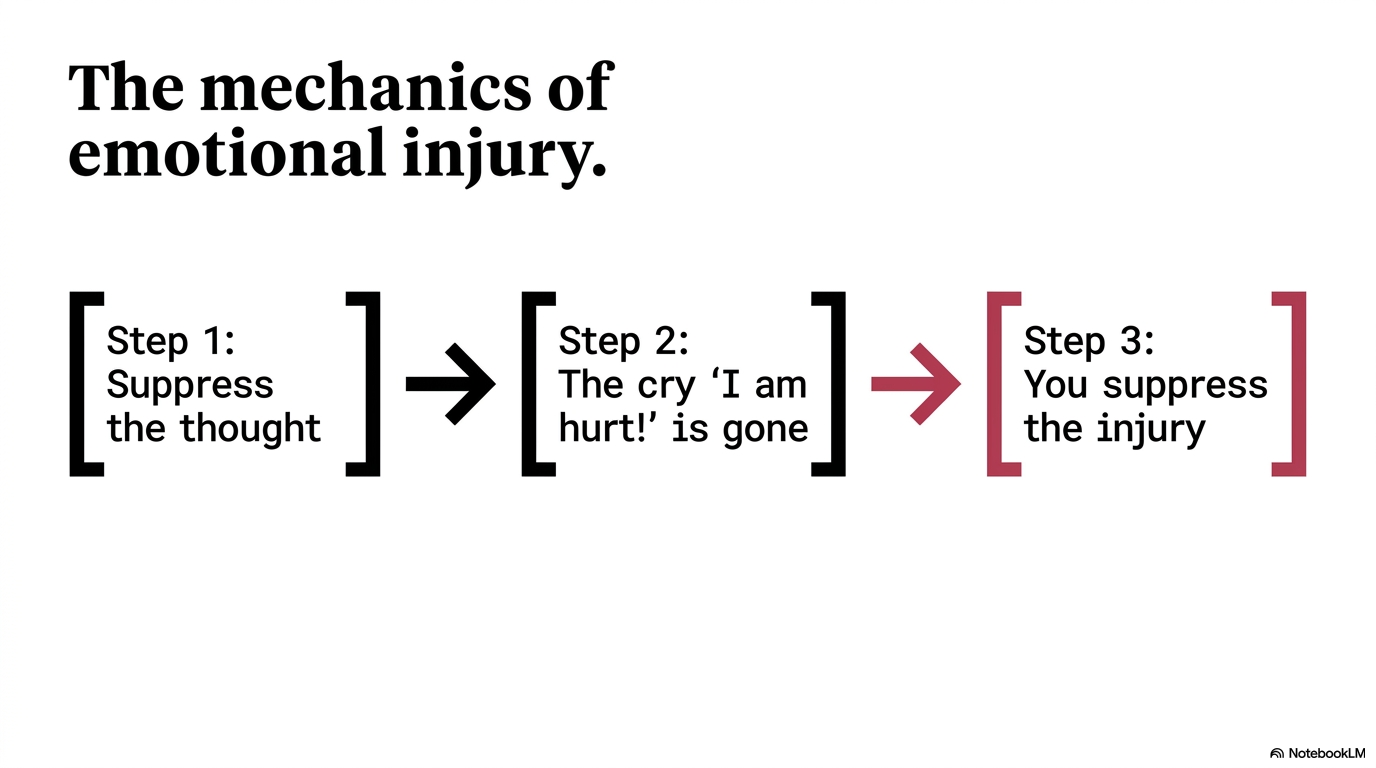 The mechanics of
emotional injury.
Step 1:
Suppress
the thought
Step 2:
The cry ‘I am
hurt!’ is gone
Step 3:
You suppress
the injury
NotebookLM